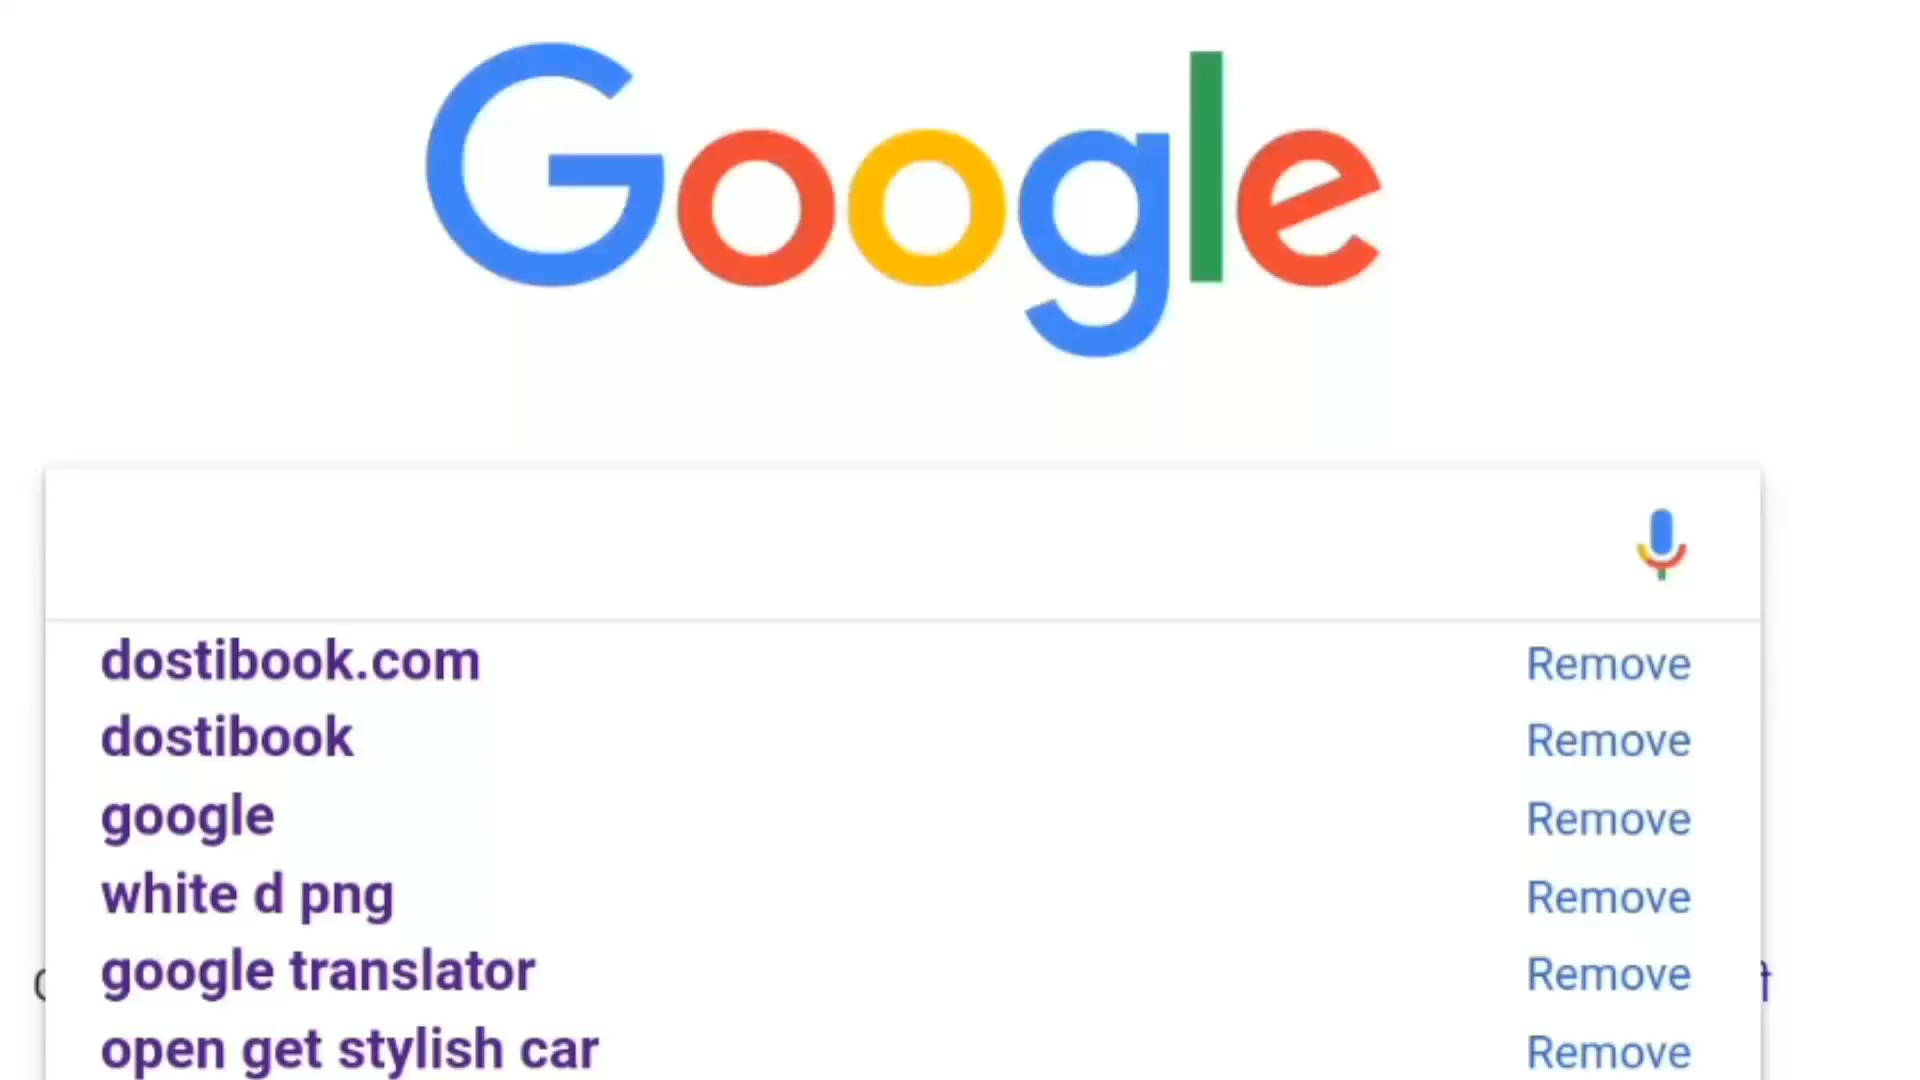 Google
dostibook.com Remove
dostibook Remove
google Remove
white d png Remove
google translator Remove
open get stylish car Remove